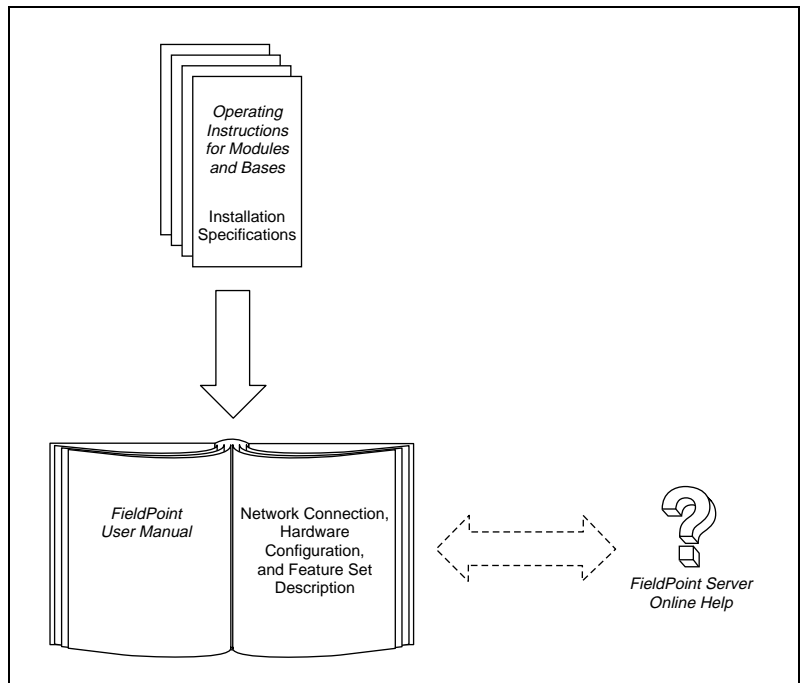 Operating
Instructions
for Modules
and Bases
Installation
Specifications
FieldPoint
User Manual
Network Connection,
Hardware
Configuration,
and Feature Set
Description
FieldPoint Server
Online Help